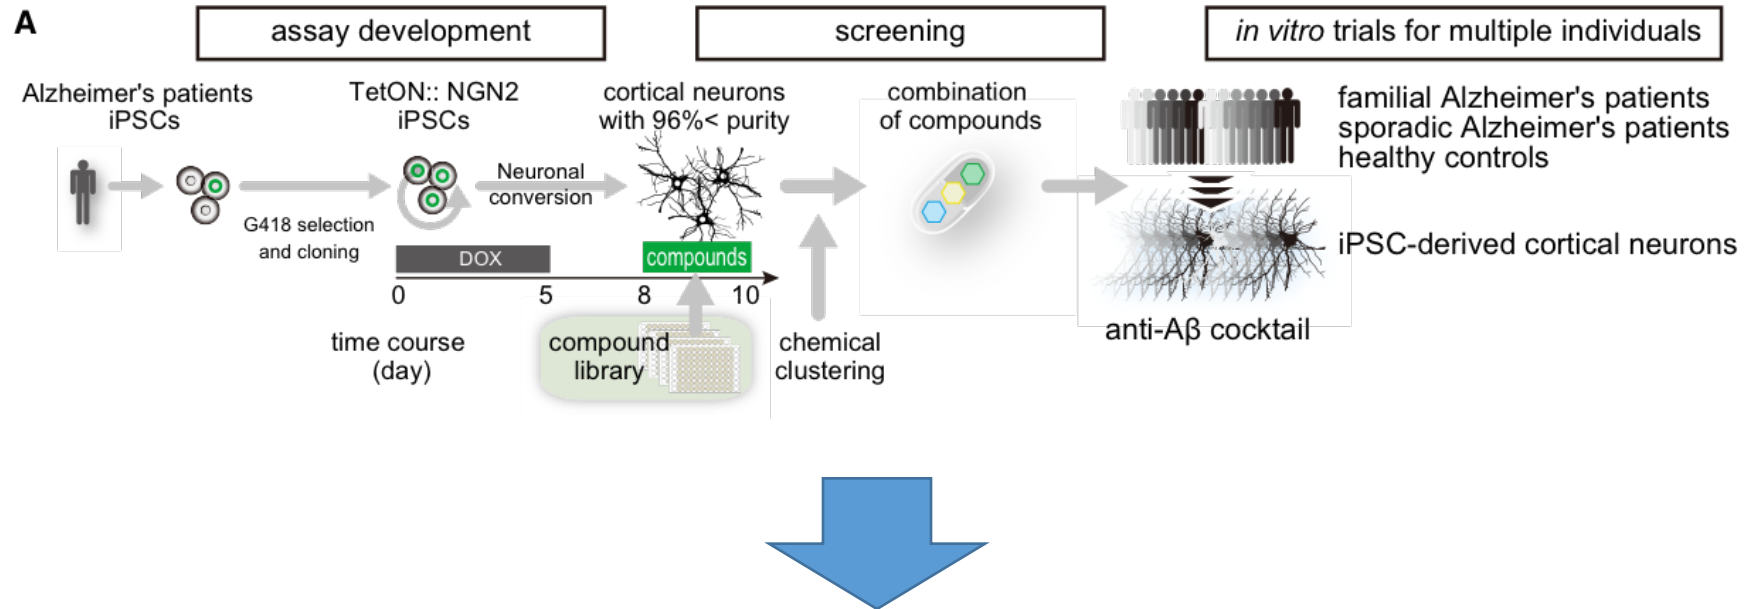 A
assay development
screening
in vitro trials for multiple individuals
Alzheimer's patients
iPSCs
TetON:: NGN2
iPSCs
cortical neurons
with 96%< purity
combination
of compounds
familial Alzheimer's patients
sporadic Alzheimer's patients
healthy controls
Neuronal
conversion
G418 selection
and cloning
DOX
compounds
0 5 8 10
time course
(day)
compound
library
chemical
clustering
iPSC-derived cortical neurons
anti-Aβ cocktail